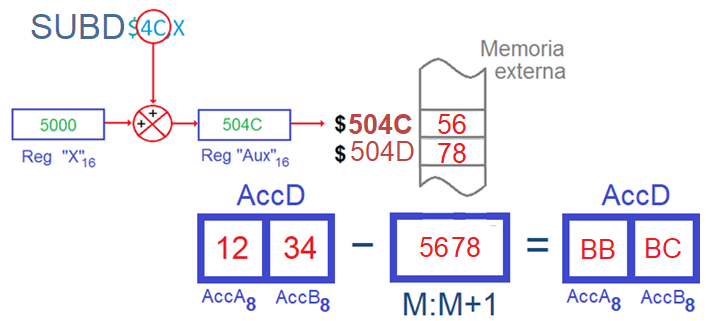 SUBD$4C,X
Memoria
externa
5000
+
+
504C
$504C
56
Reg "X"16
Reg "Aux"16
$504D
78
AccD
AccD
12
34
−
5678
=
BB
BC
AccA8
AccB8
M:M+1
AccA8
AccB8